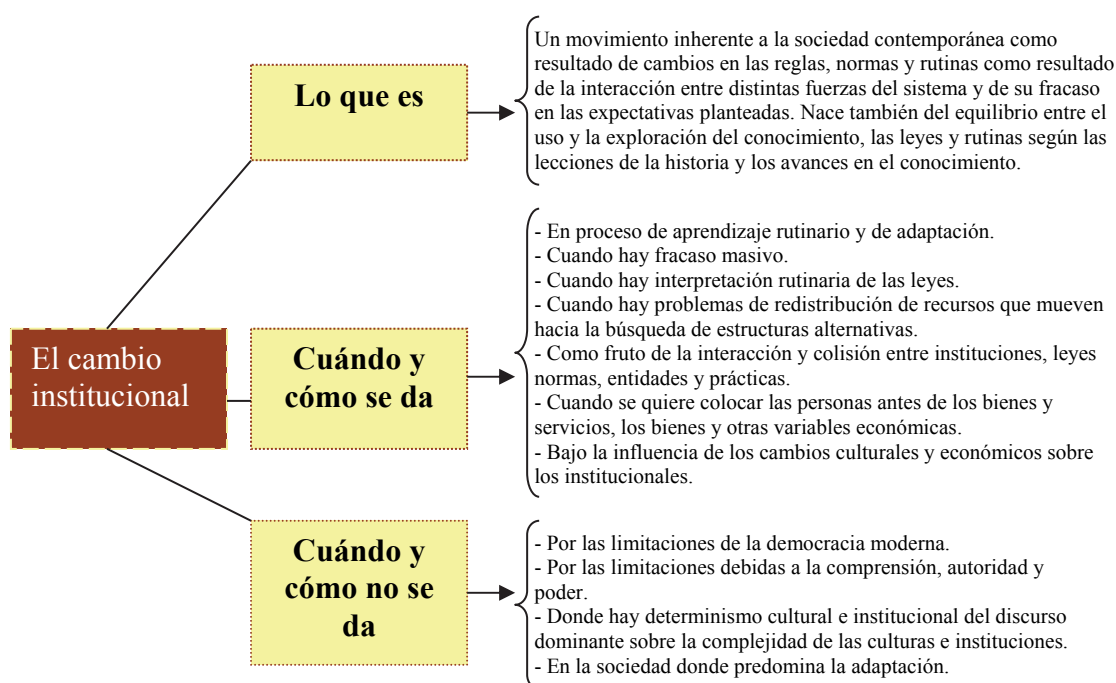 El cambio
institucional
Lo que es
Un movimiento inherente a la sociedad contemporánea como
resultado de cambios en las reglas, normas y rutinas como resultado
de la interacción entre distintas fuerzas del sistema y de su fracaso
en las expectativas planteadas. Nace también del equilibrio entre el
uso y la exploración del conocimiento, las leyes y rutinas según las
lecciones de la historia y los avances en el conocimiento.
Cuándo y
cómo se da
- En proceso de aprendizaje rutinario y de adaptación.
- Cuando hay fracaso masivo.
- Cuando hay interpretación rutinaria de las leyes.
- Cuando hay problemas de redistribución de recursos que mueven
hacia la búsqueda de estructuras alternativas.
- Como fruto de la interacción y colisión entre instituciones, leyes
normas, entidades y prácticas.
- Cuando se quiere colocar las personas antes de los bienes y
servicios, los bienes y otras variables económicas.
- Bajo la influencia de los cambios culturales y económicos sobre
los institucionales.
Cuándo y
cómo no se
da
- Por las limitaciones de la democracia moderna.
- Por las limitaciones debidas a la comprensión, autoridad y
poder.
- Donde hay determinismo cultural e institucional del discurso
dominante sobre la complejidad de las culturas e instituciones.
- En la sociedad donde predomina la adaptación.